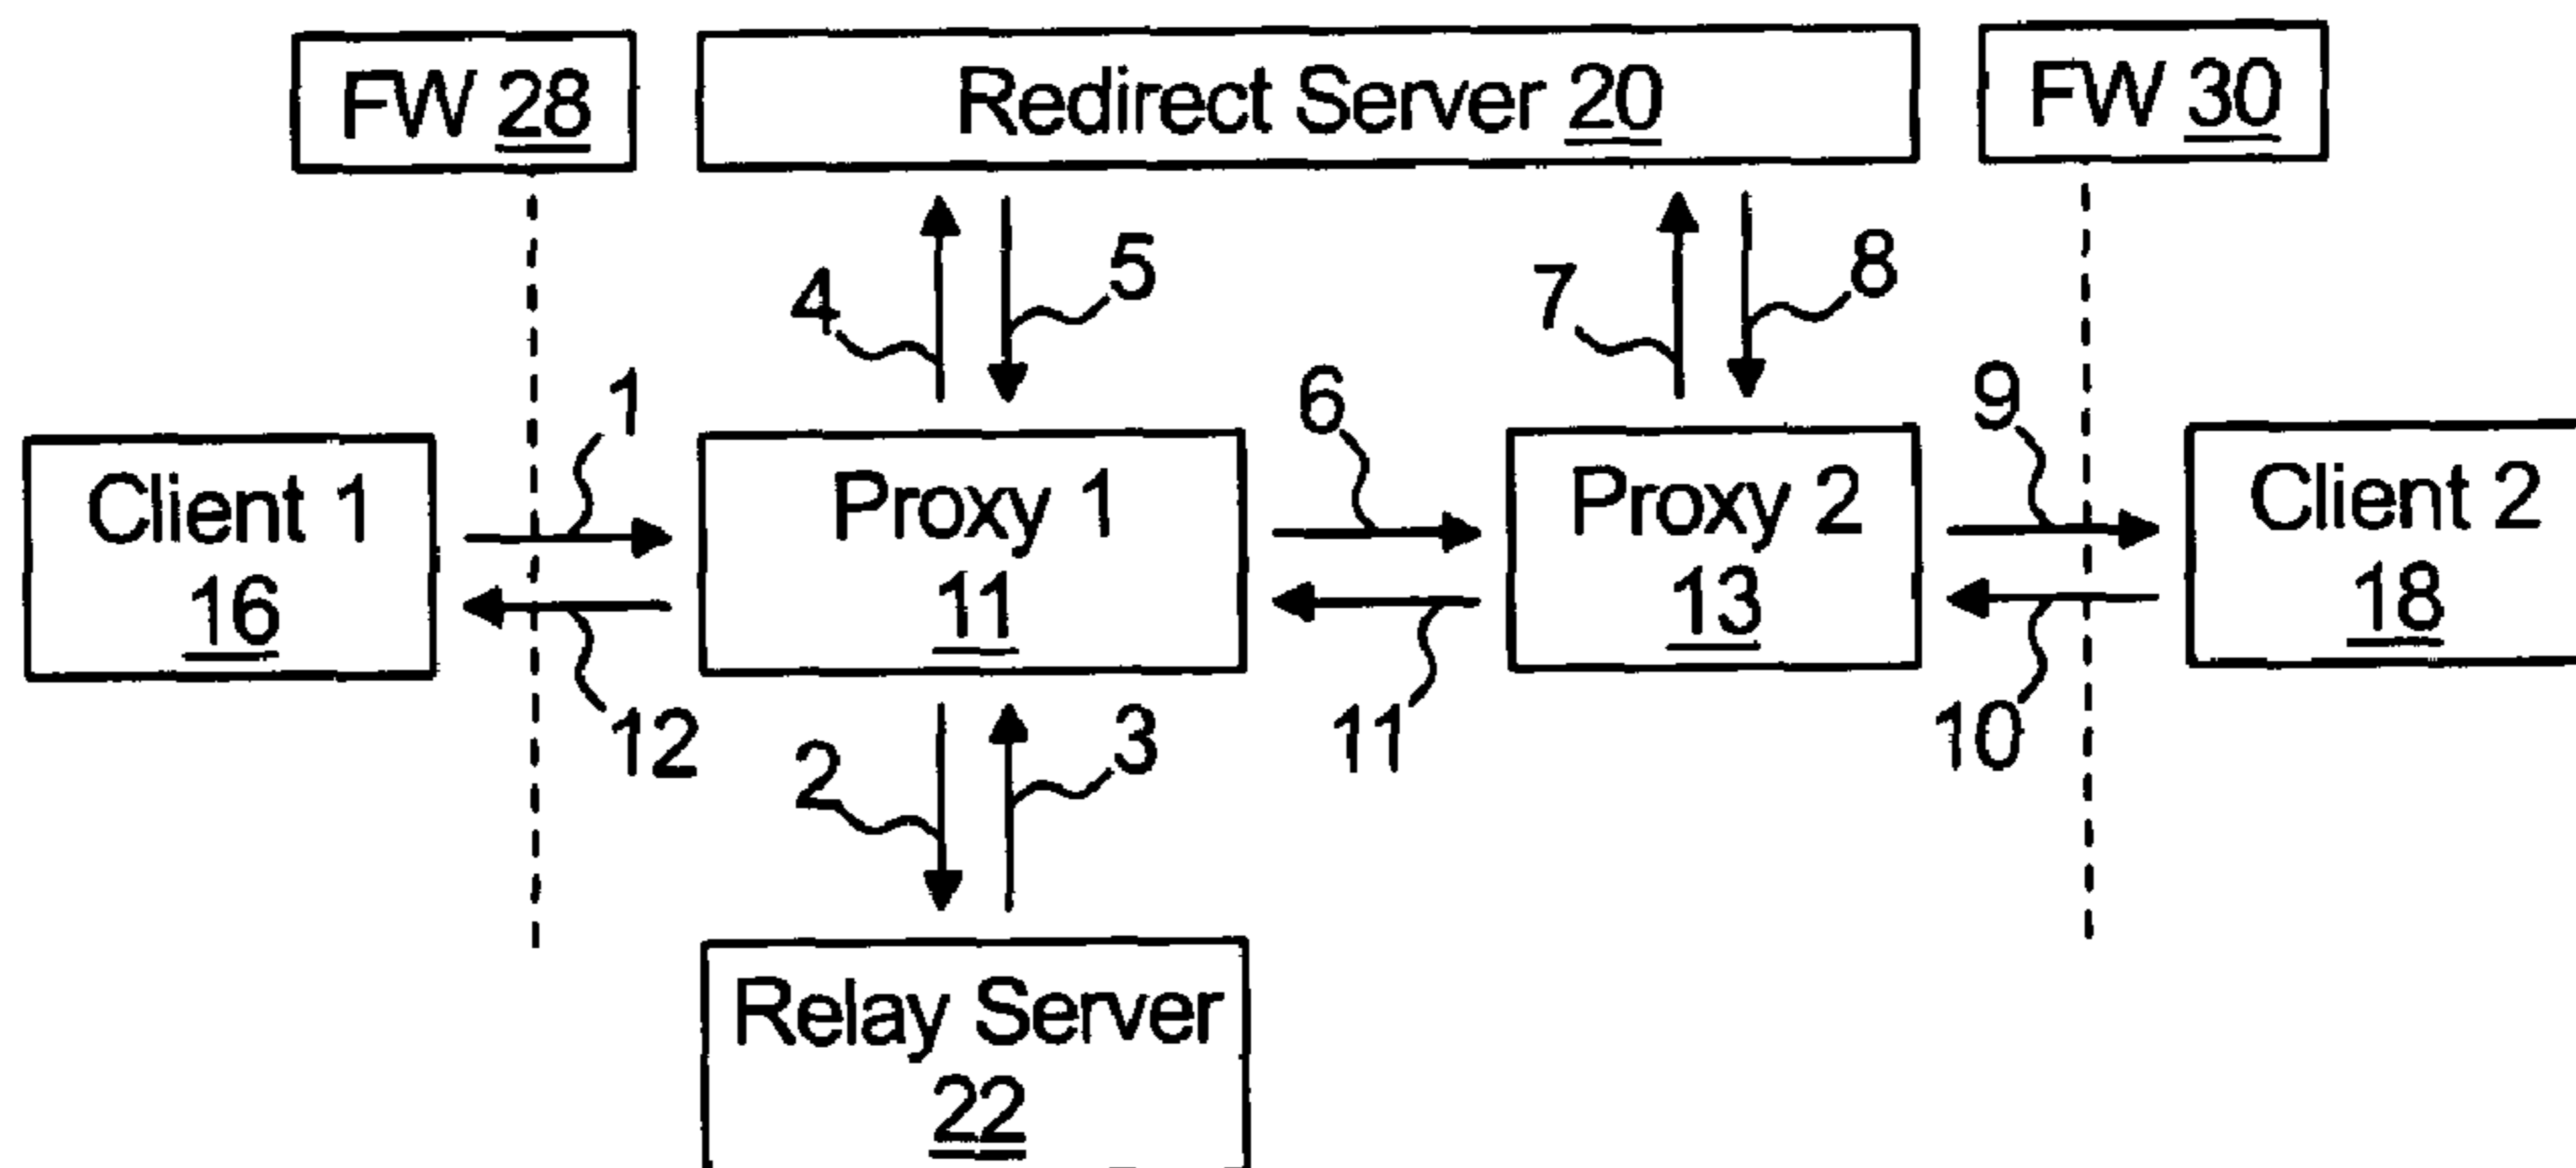 FW 28
Redirect Server 20
FW 30
4
5
7
8
1
6
9
Client 1
16
Proxy 1
11
Proxy 2
13
Client 2
18
12
2
3
11
10
Relay Server
22